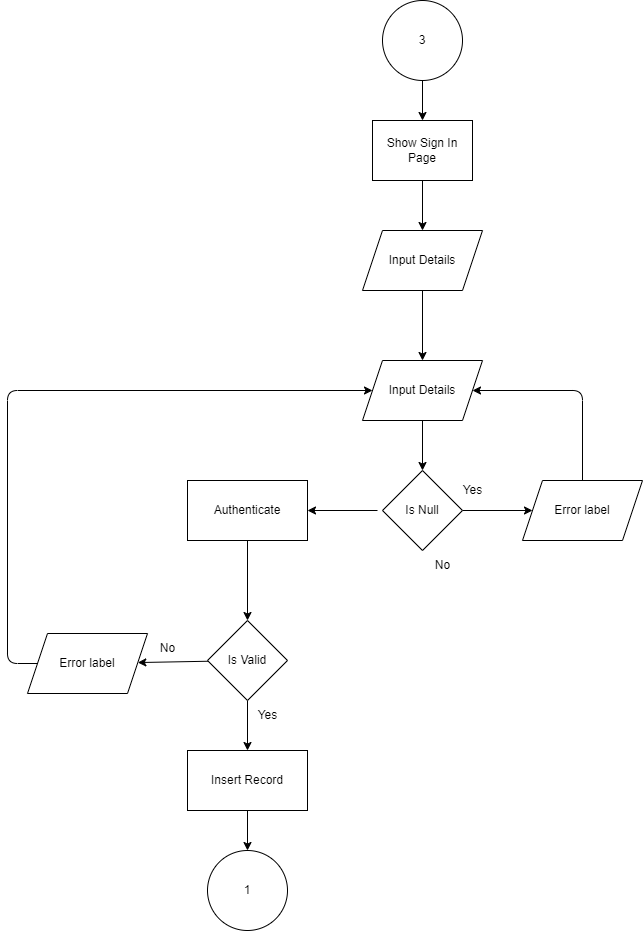 3
Show Sign In
Page
Input Details
Input Details
Yes
Authenticate
Is Null
Error label
No
No
Is Valid
Error label
Yes
Insert Record
1